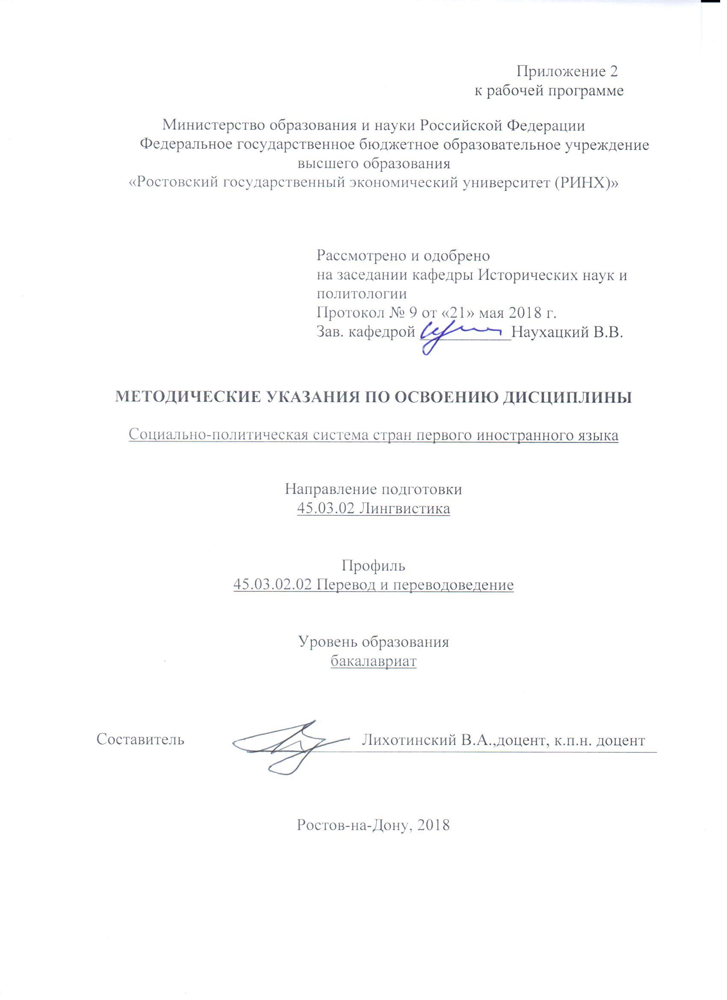 Приложение 2
к рабочей программе
Министерство образования и науки Российской Федерации
Федеральное государственное бюджетное образовательное учреждение
высшего образования
«Ростовский государственный экономический университет (РИНХ)»
Рассмотрено и одобрено
на заседании кафедры Исторических наук и
политологии
Протокол № 9 от «21» мая 2018 г.
Зав. кафедрой ___________Наухацкий В.В.
МЕТОДИЧЕСКИЕ УКАЗАНИЯ ПО ОСВОЕНИЮ ДИСЦИПЛИНЫ
Социально-политическая система стран первого иностранного языка
Направление подготовки
45.03.02 Лингвистика
Профиль
45.03.02.02 Перевод и переводоведение
Уровень образования
бакалавриат
Составитель Лихотинский В.А.,доцент, к.п.н. доцент
Ростов-на-Дону, 2018